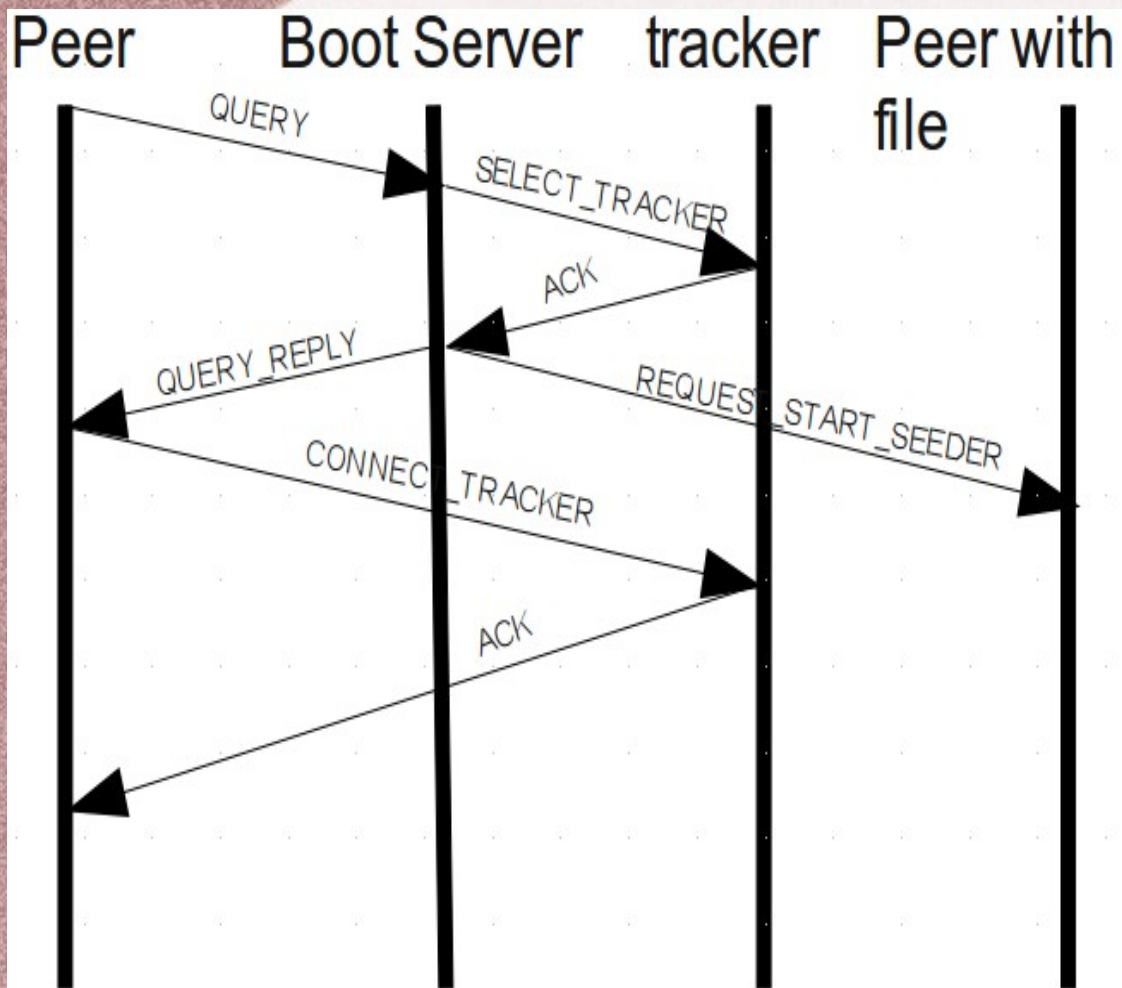 Peer
Boot Server
tracker
Peer with
file
QUERY
SELECT_TRACKER
ACK
QUERY_REPLY
REQUEST_START_SEEDER
CONNECT_TRACKER
ACK